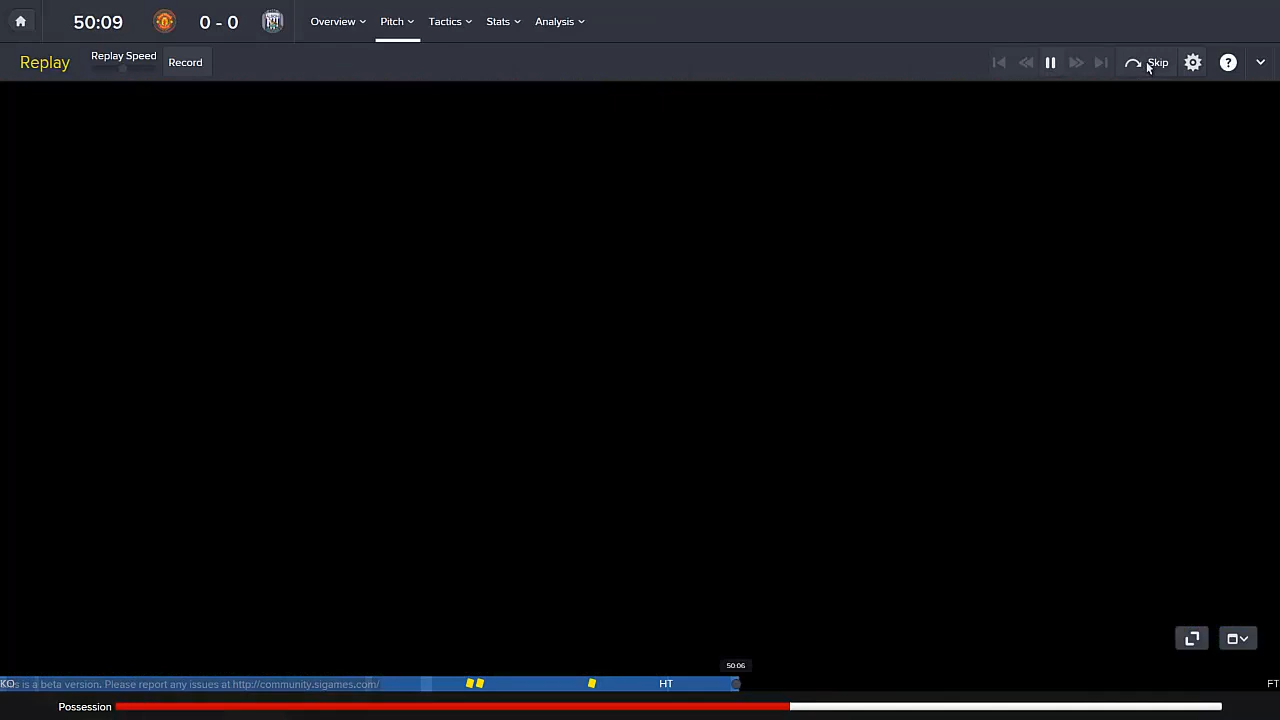 50:09 0 - 0 Overview Pitch Tactics Stats Analysis
Replay Replay Speed Record Skip ?
50:06
KO is is a beta version. Please report any issues at http://community.sigames.com/ HT FT
Possession